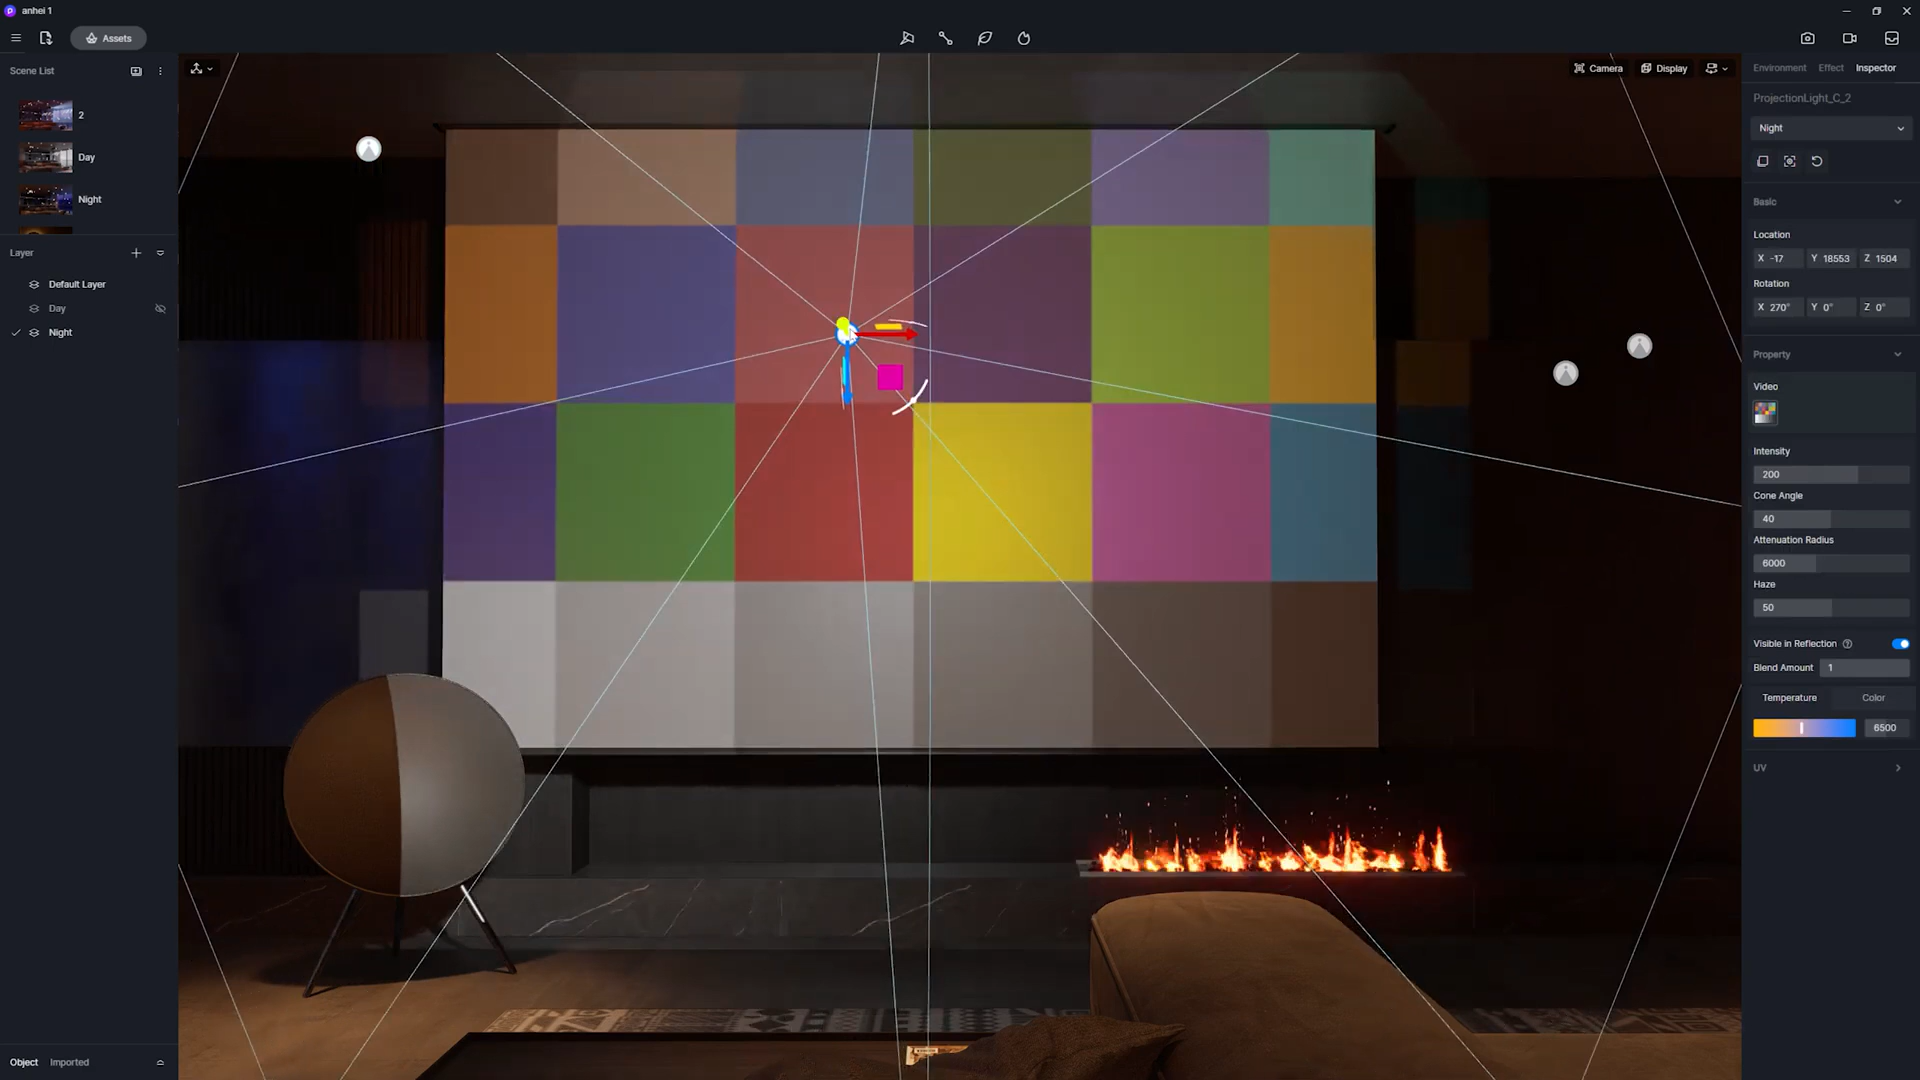 anhei 1
Assets
Scene List
2
Day
Night
Layer
Default Layer
Day
Night
Object Imported
Camera
Display
Environment Effect Inspector
ProjectionLight_C_2
Night
Basic
Location
X -17 Y 18553 Z 1504
Rotation
X 270° Y 0° Z 0°
Property
Video
Intensity
200
Cone Angle
40
Attenuation Radius
6000
Haze
50
Visible in Reflection
Blend Amount 1
Temperature Color
6500
UV